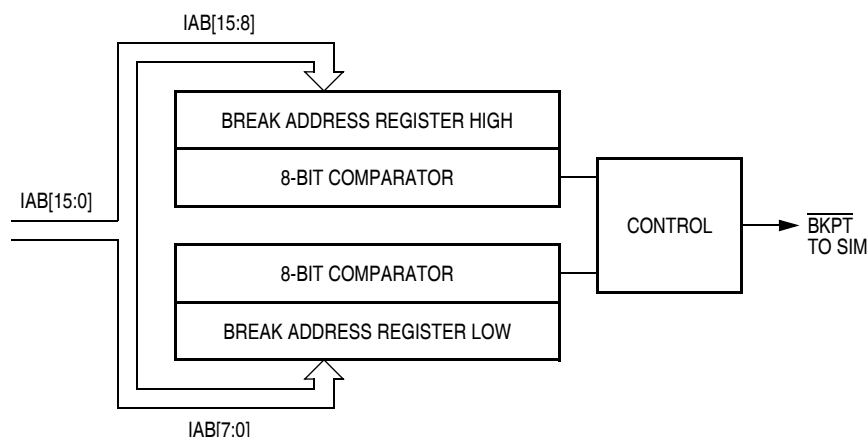 IAB[15:8]
BREAK ADDRESS REGISTER HIGH
8-BIT COMPARATOR
IAB[15:0]
CONTROL
BKPT
TO SIM
8-BIT COMPARATOR
BREAK ADDRESS REGISTER LOW
IAB[7:0]